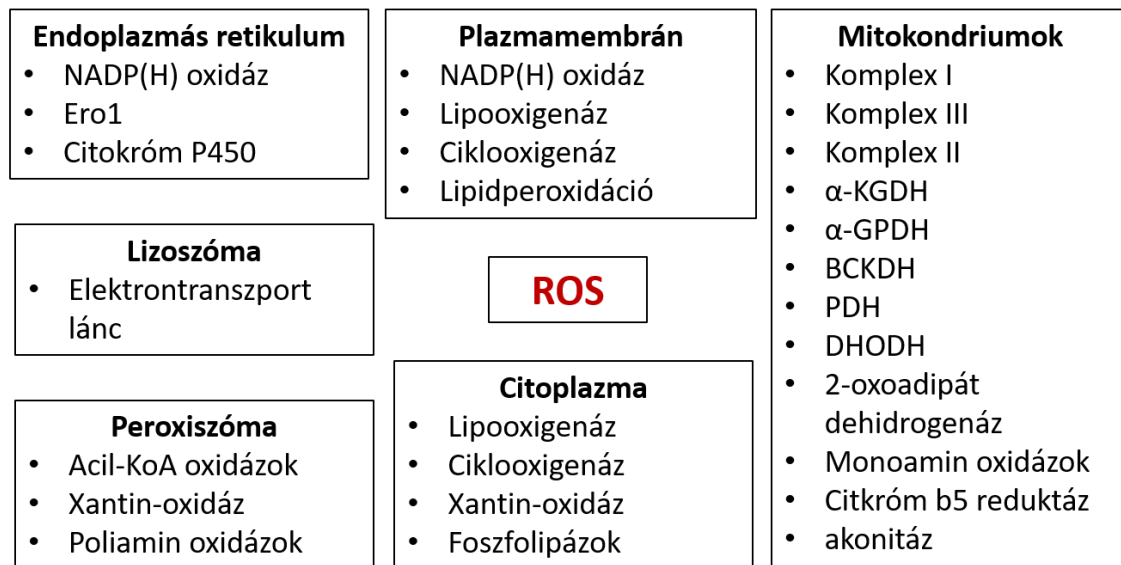 Endoplazmás retikulum
• NADP(H) oxidáz
• Ero1
• Citokróm P450
Lizoszóma
• Elektrontranszport
lánc
Peroxiszóma
• Acil-KoA oxidázok
• Xantin-oxidáz
• Poliamin oxidázok
Plazmamembrán
• NADP(H) oxidáz
• Lipooxigenáz
• Ciklooxigenáz
• Lipidperoxidáció
ROS
Citoplazma
• Lipooxigenáz
• Ciklooxigenáz
• Xantin-oxidáz
• Foszfolipázok
Mitokondriumok
• Komplex I
• Komplex III
• Komplex II
• α-KGDH
• α-GPDH
• BCKDH
• PDH
• DHODH
• 2-oxoadipát
dehidrogenáz
• Monoamin oxidázok
• Citkróm b5 reduktáz
• akonitáz